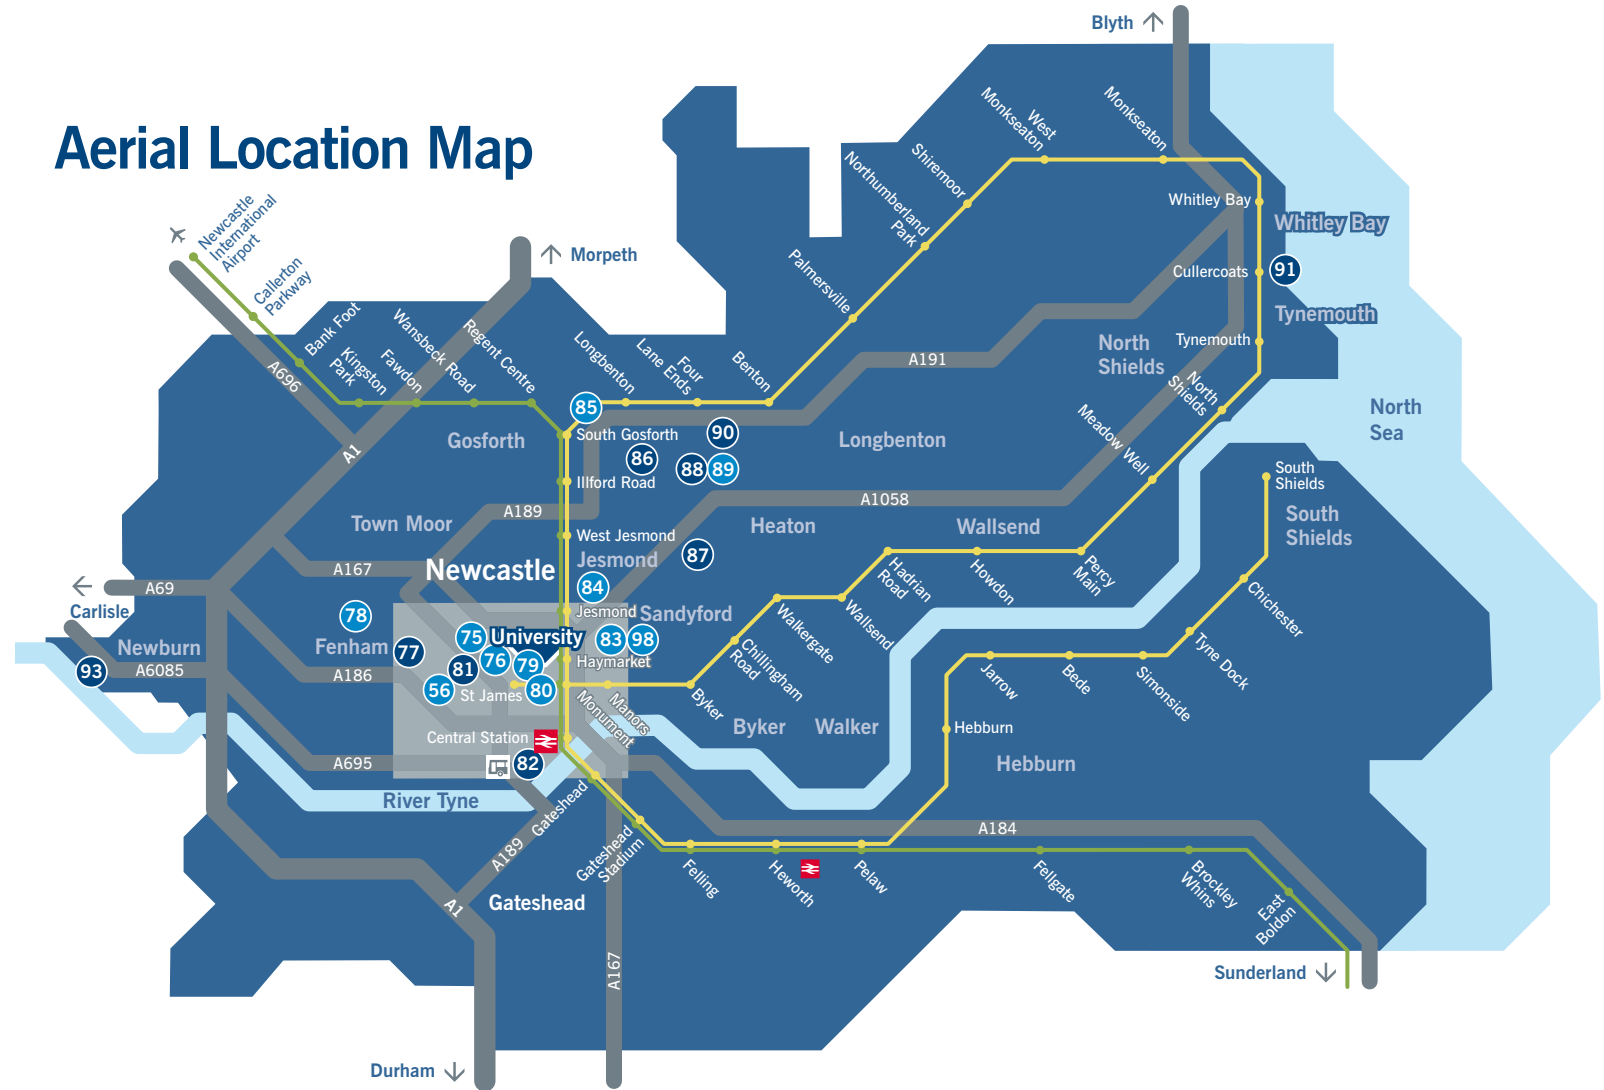 Blyth
Aerial Location Map
West
Monkseaton
Monkseaton
Shiremoor
Northumberland
Park
Palmersville
Whitley Bay
Whitley Bay
Cullercoats
91
Tynemouth
Tynemouth
Newcastle
International
Airport
Callerton
Parkway
Morpeth
Bank Foot
Kingston
Park
Fawdon
Wansbeck Road
Regent Centre
Longbenton
Four
Lane Ends
Benton
A696
A191
North
Shields
North
Shields
Meadow Well
North
Sea
85
South Gosforth
Gosforth
90
Longbenton
A1
86
88
89
Illford Road
South
Shields
South
Shields
A189
A1058
Town Moor
West Jesmond
Heaton
Wallsend
Jesmond
87
Newcastle
A167
84
A69
Carlisle
Hadrian
Road
Howdon
Percy
Main
Chichester
78
Jesmond
Sandyford
Walkergate
Wallsend
75
University
83
98
Fenham
77
Newburn
76
79
Haymarket
Chillingham
Road
Tyne Dock
93
A6085
A186
81
56
St James
80
Byker
Jarrow
Bede
Simonside
Manors
Monument
Byker
Walker
Hebburn
Central Station
82
A695
Hebburn
River Tyne
Gateshead
A184
A189
Gateshead
Stadium
Felling
Heworth
Pelaw
Fellgate
Brockley
Whins
East
Boldon
A1
Gateshead
A167
Sunderland
Durham